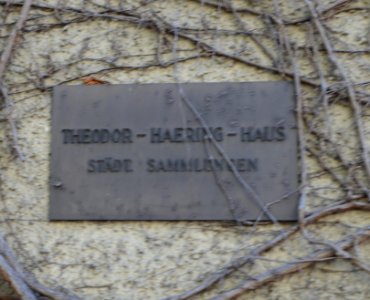 THEODOR - HAERING - HAUS
STÄDT. SAMMLUNGEN